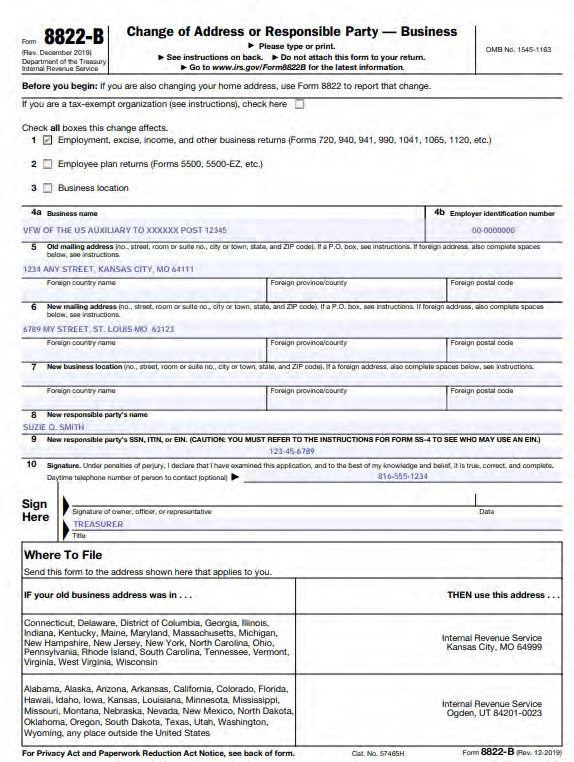 Form 8822-B
(Rev. December 2019)
Department of the Treasury
Internal Revenue Service
Change of Address or Responsible Party — Business
▶ Please type or print.
▶ See instructions on back. ▶ Do not attach this form to your return.
▶ Go to www.irs.gov/Form8822B for the latest information.
OMB No. 1545-1163
Before you begin: If you are also changing your home address, use Form 8822 to report that change.
If you are a tax-exempt organization (see instructions), check here
Check all boxes this change affects.
1 Employment, excise, income, and other business returns (Forms 720, 940, 941, 990, 1041, 1065, 1120, etc.)
2 Employee plan returns (Forms 5500, 5500-EZ, etc.)
3 Business location
4a Business name
4b Employer identification number
VFW OF THE US AUXILIARY TO XXXXXX POST 12345
00-0000000
5 Old mailing address (no., street, room or suite no., city or town, state, and ZIP code). If a P.O. box, see instructions. If foreign address, also complete spaces
below, see instructions.
1234 ANY STREET, KANSAS CITY, MO 64111
Foreign country name Foreign province/county Foreign postal code
6 New mailing address (no., street, room or suite no., city or town, state, and ZIP code). If a P.O. box, see instructions. If foreign address, also complete spaces
below, see instructions.
6789 MY STREET, ST. LOUIS MO 63123
Foreign country name Foreign province/county Foreign postal code
7 New business location (no., street, room or suite no., city or town, state, and ZIP code). If a foreign address, also complete spaces below, see instructions.
Foreign country name Foreign province/county Foreign postal code
8 New responsible party's name
SUZIE Q. SMITH
9 New responsible party's SSN, ITIN, or EIN. (CAUTION: YOU MUST REFER TO THE INSTRUCTIONS FOR FORM SS-4 TO SEE WHO MAY USE AN EIN.)
123-45-6789
10 Signature. Under penalties of perjury, I declare that I have examined this application, and to the best of my knowledge and belief, it is true, correct, and complete.
Daytime telephone number of person to contact (optional) ▶ 816-555-1234
Sign
Here
Signature of owner, officer, or representative Date
TREASURER
Title
Where To File
Send this form to the address shown here that applies to you.
IF your old business address was in . . . THEN use this address . . .
Connecticut, Delaware, District of Columbia, Georgia, Illinois,
Indiana, Kentucky, Maine, Maryland, Massachusetts, Michigan,
New Hampshire, New Jersey, New York, North Carolina, Ohio,
Pennsylvania, Rhode Island, South Carolina, Tennessee, Vermont,
Virginia, West Virginia, Wisconsin
Internal Revenue Service
Kansas City, MO 64999
Alabama, Alaska, Arizona, Arkansas, California, Colorado, Florida,
Hawaii, Idaho, Iowa, Kansas, Louisiana, Minnesota, Mississippi,
Missouri, Montana, Nebraska, Nevada, New Mexico, North Dakota,
Oklahoma, Oregon, South Dakota, Texas, Utah, Washington,
Wyoming, any place outside the United States
Internal Revenue Service
Ogden, UT 84201-0023
For Privacy Act and Paperwork Reduction Act Notice, see back of form. Cat. No. 57465H Form 8822-B (Rev. 12-2019)